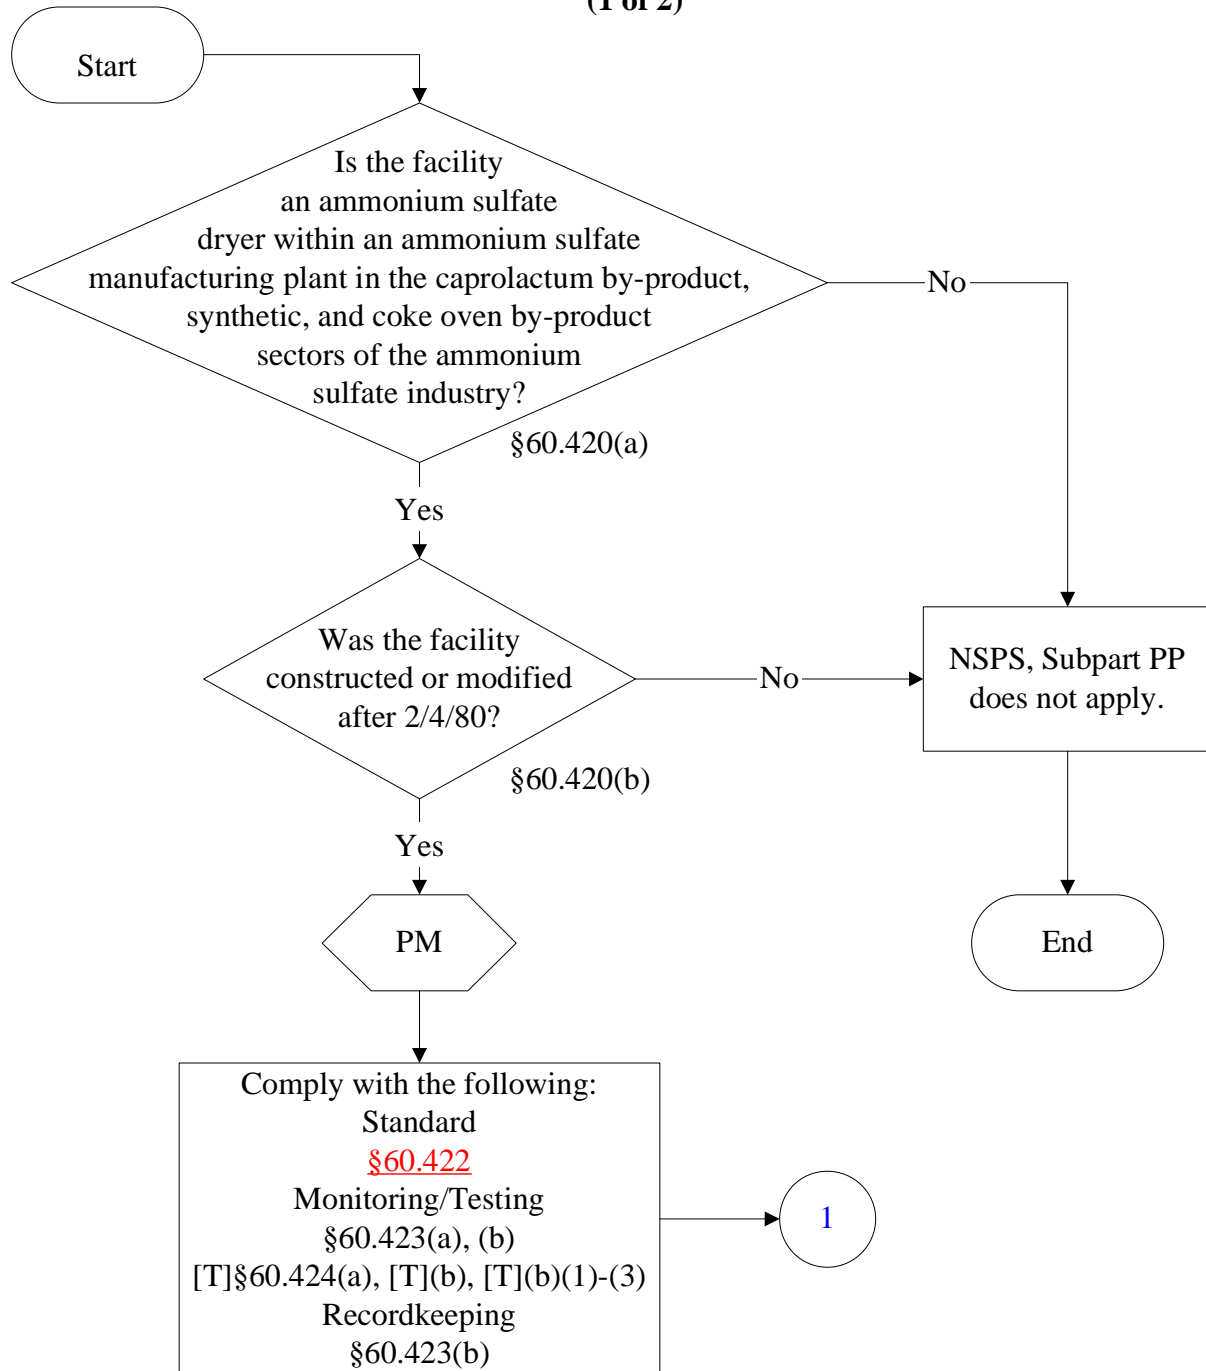 (1 of 2)
Start
Is the facility
an ammonium sulfate
dryer within an ammonium sulfate
manufacturing plant in the caprolactum by-product,
synthetic, and coke oven by-product
sectors of the ammonium
sulfate industry?
No
§60.420(a)
Yes
Was the facility
constructed or modified
after 2/4/80?
No
NSPS, Subpart PP
does not apply.
§60.420(b)
Yes
PM
End
Comply with the following:
Standard
§60.422
Monitoring/Testing
§60.423(a), (b)
[T]§60.424(a), [T](b), [T](b)(1)-(3)
Recordkeeping
§60.423(b)
1